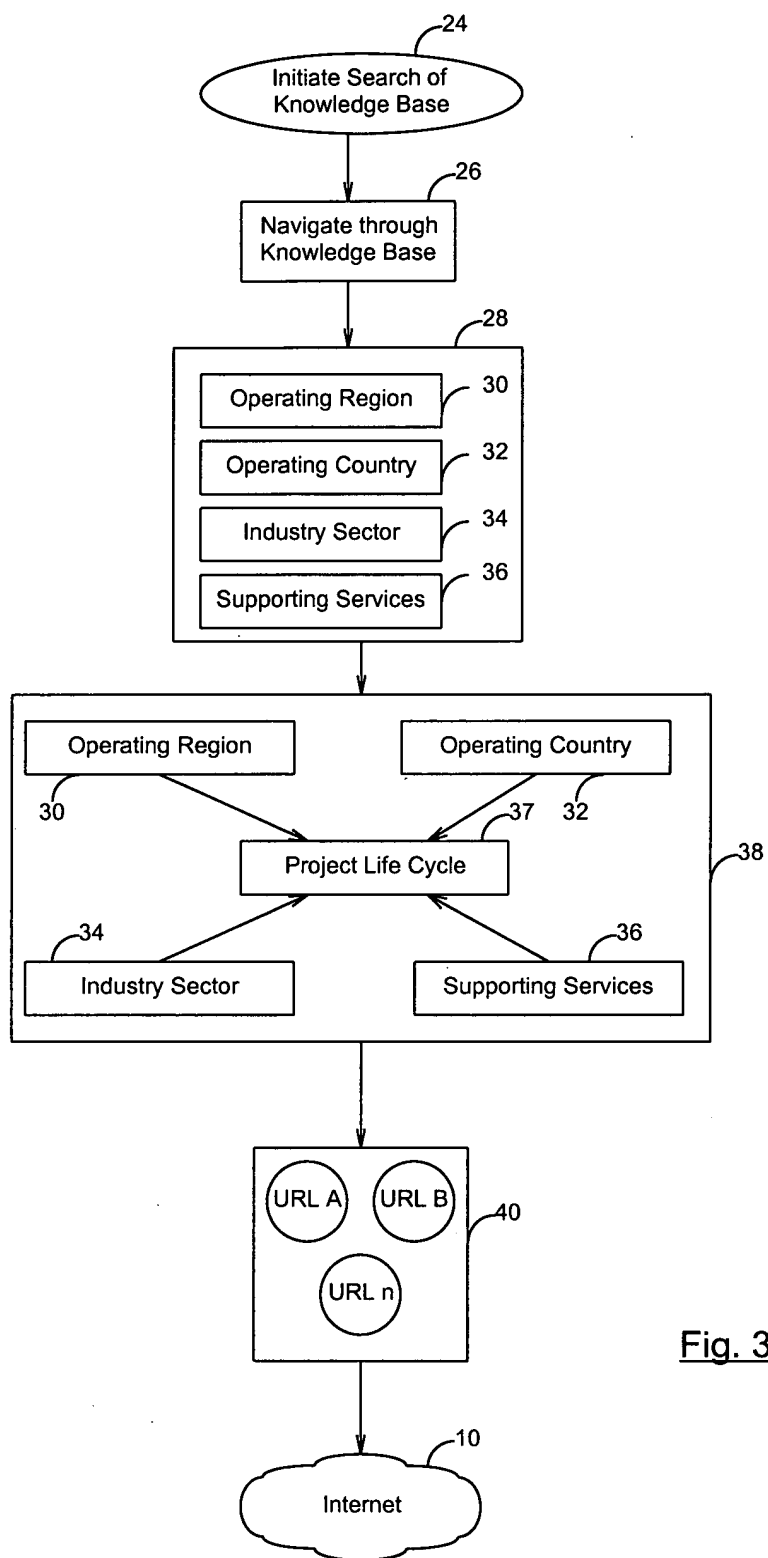 24
Initiate Search of
Knowledge Base
26
Navigate through
Knowledge Base
28
Operating Region
30
Operating Country
32
Industry Sector
34
Supporting Services
36
Operating Region
Operating Country
30
32
37
Project Life Cycle
38
34
36
Industry Sector
Supporting Services
URL A
URL B
40
URL n
Fig. 3
10
Internet